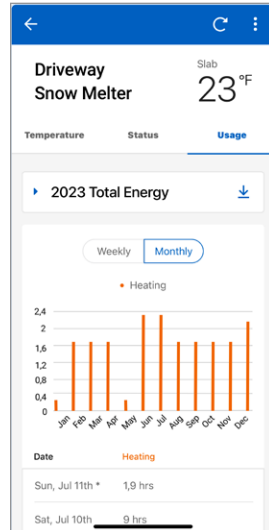 Driveway
Snow Melter
Slab
23°F
Temperature Status Usage
2023 Total Energy
Weekly Monthly
Heating
2,4
2
1,6
1,2
0,8
0,4
0
Jan Feb Mar Apr May Jun Jul Aug Sep Oct Nov Dec
Date Heating
Sun, Jul 11th * 1,9 hrs
Sat, Jul 10th 9 hrs